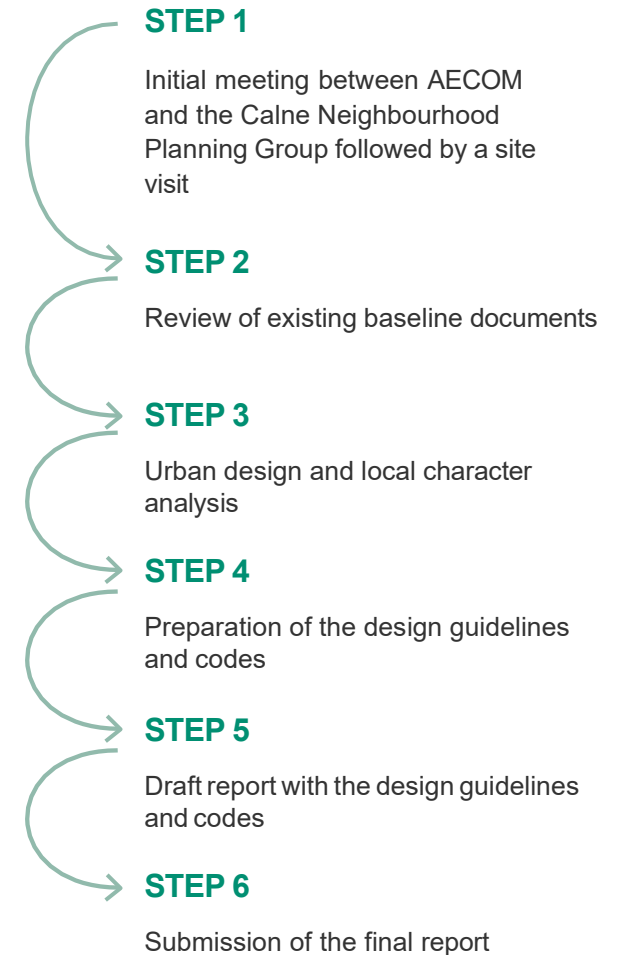 STEP 1
Initial meeting between AECOM
and the Calne Neighbourhood
Planning Group followed by a site
visit
STEP 2
Review of existing baseline documents
STEP 3
Urban design and local character
analysis
STEP 4
Preparation of the design guidelines
and codes
STEP 5
Draft report with the design guidelines
and codes
STEP 6
Submission of the final report